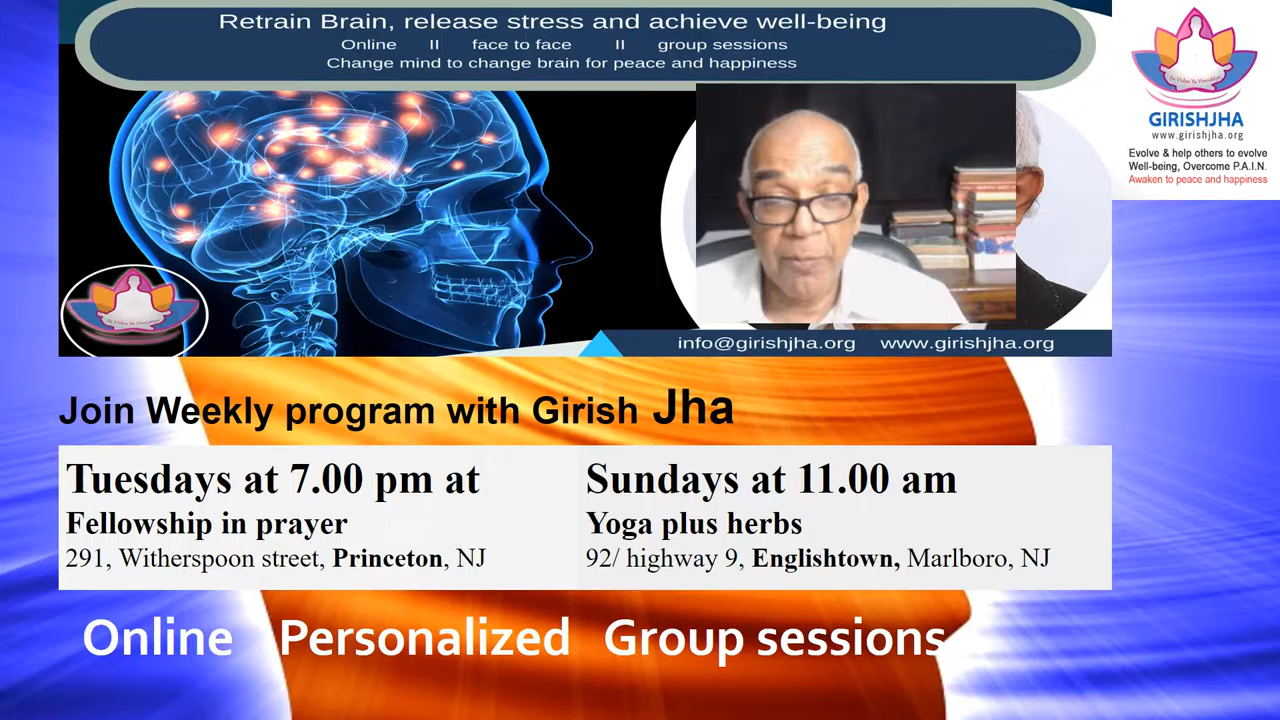 Retrain Brain, release stress and achieve well-being
Online II face to face II group sessions
Change mind to change brain for peace and happiness
GIRISHJHA
www.girishjha.org
Evolve & help others to evolve
Well-being, Overcome P.A.I.N.
Awaken to peace and happiness
info@girishjha.org www.girishjha.org
Join Weekly program with Girish Jha
Tuesdays at 7.00 pm at
Fellowship in prayer
291, Witherspoon street, Princeton, NJ
Sundays at 11.00 am
Yoga plus herbs
92/ highway 9, Englishtown, Marlboro, NJ
Online Personalized Group sessions